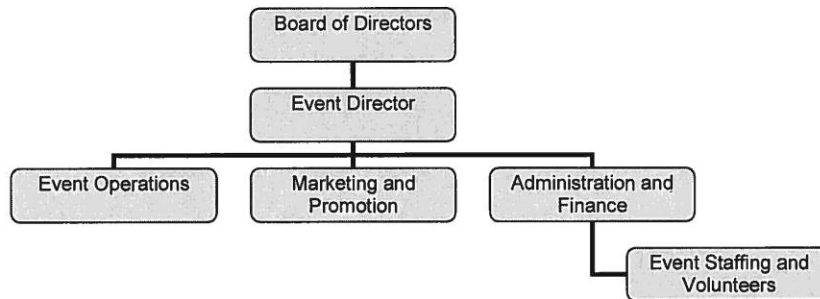 Board of Directors
Event Director
Event Operations
Marketing and
Promotion
Administration and
Finance
Event Staffing and
Volunteers